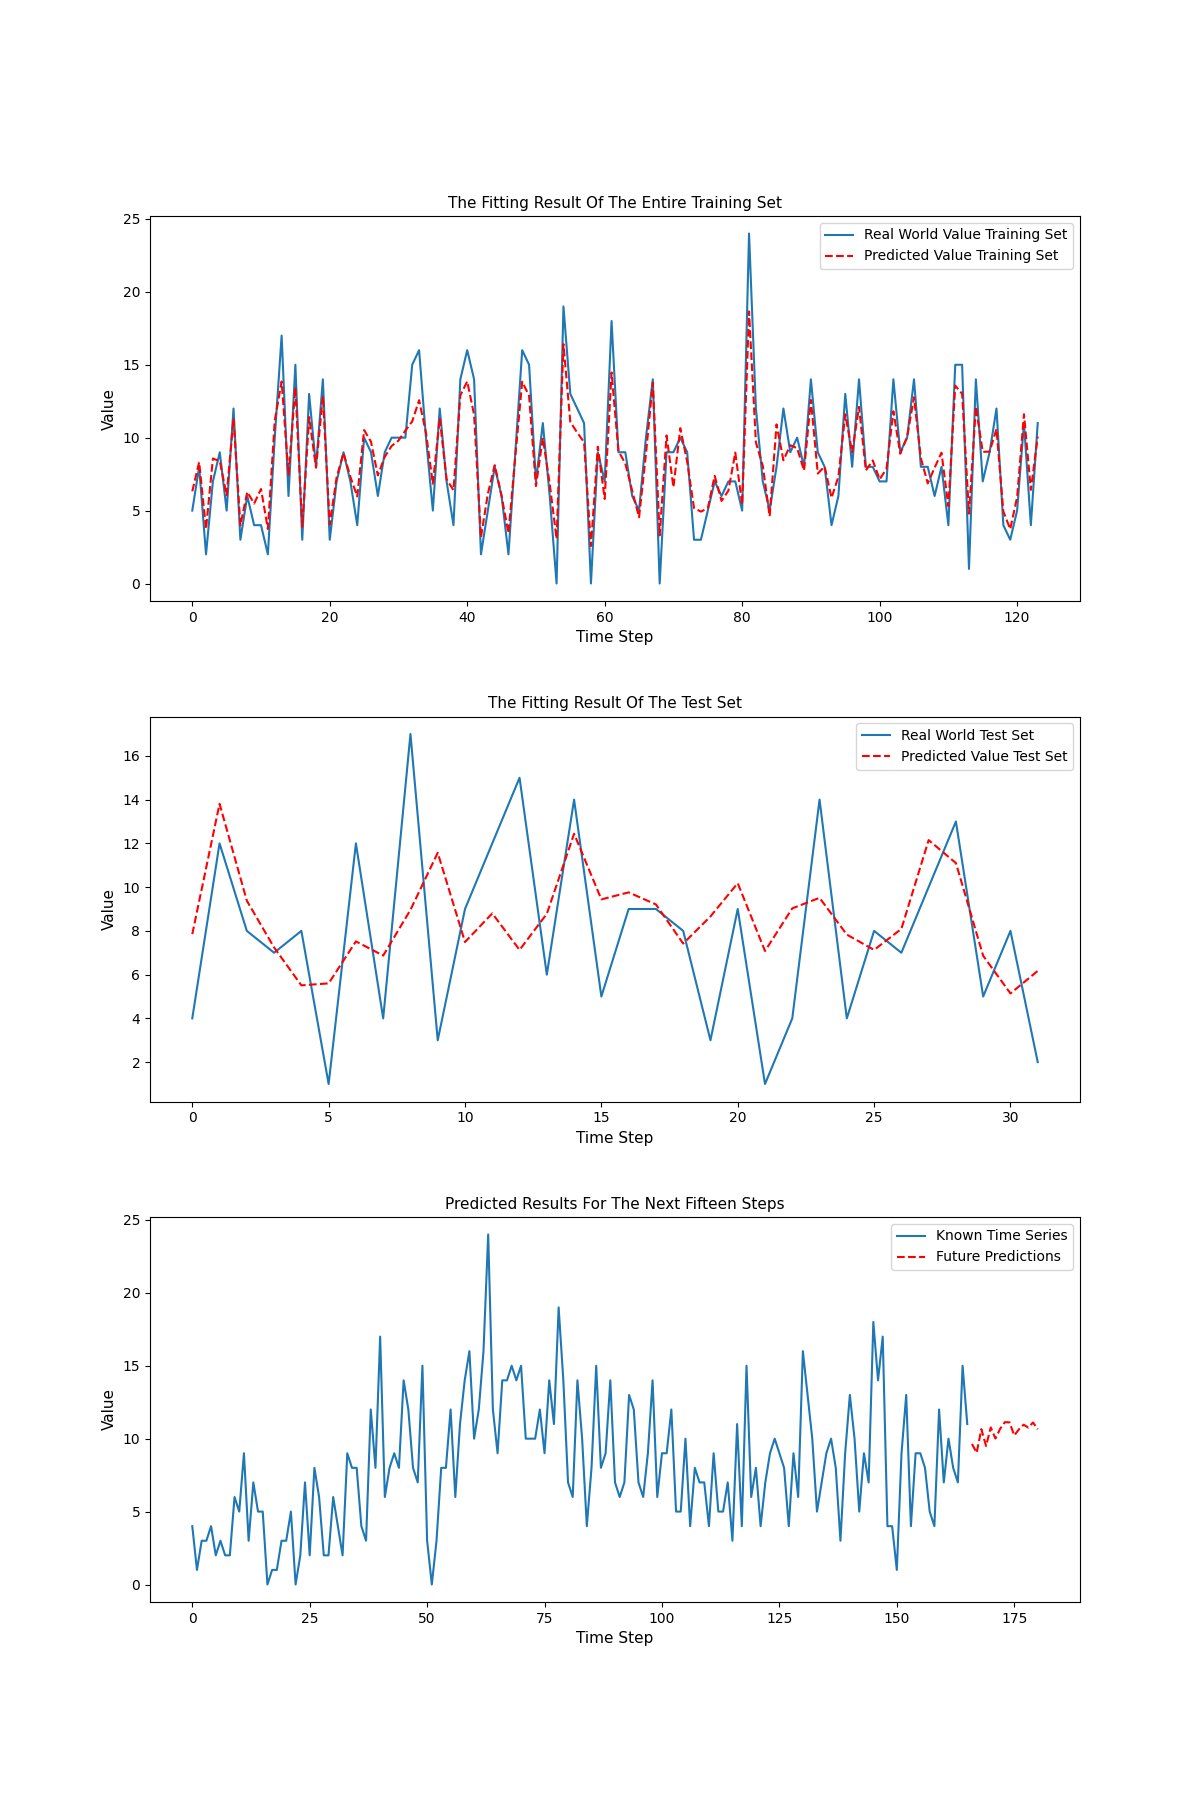 The Fitting Result Of The Entire Training Set
25
20
15
10
5
0
Value
Real World Value Training Set
Predicted Value Training Set
0 20 40 60 80 100 120
Time Step
The Fitting Result Of The Test Set
16
14
12
10
8
6
4
2
Value
Real World Test Set
Predicted Value Test Set
0 5 10 15 20 25 30
Time Step
Predicted Results For The Next Fifteen Steps
25
20
15
10
5
0
Value
Known Time Series
Future Predictions
0 25 50 75 100 125 150 175
Time Step